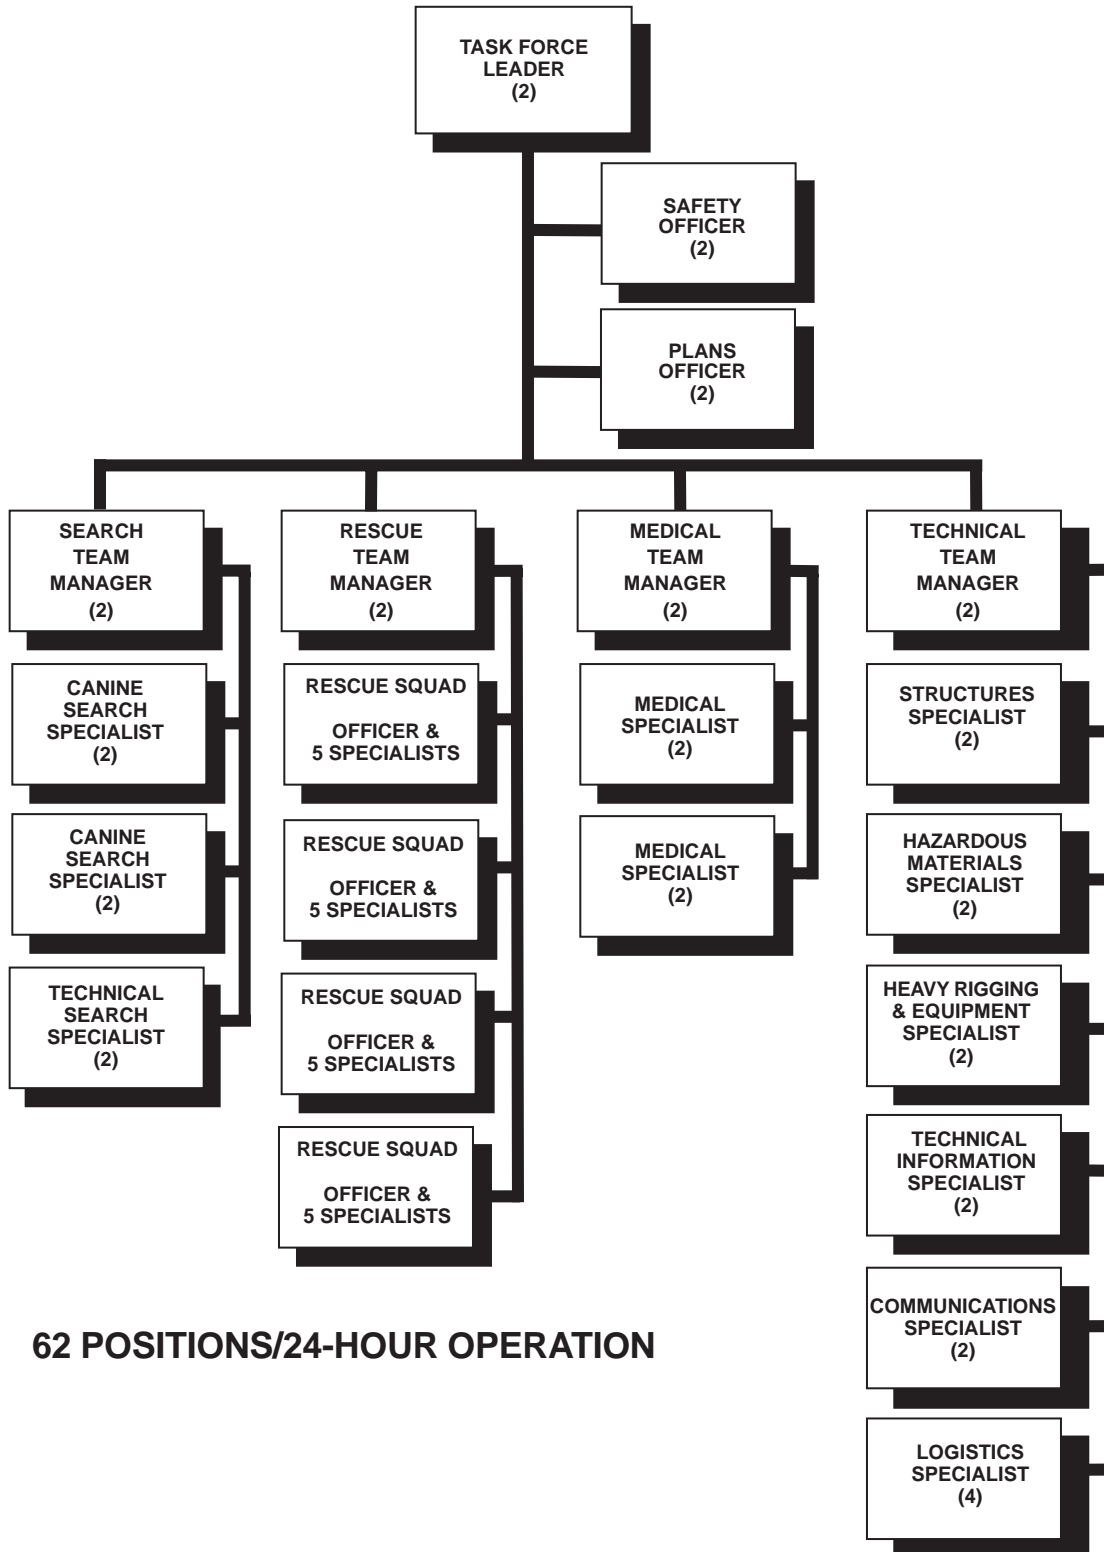 TASK FORCE
LEADER
(2)
SAFETY
OFFICER
(2)
PLANS
OFFICER
(2)
SEARCH
TEAM
MANAGER
(2)
CANINE
SEARCH
SPECIALIST
(2)
CANINE
SEARCH
SPECIALIST
(2)
TECHNICAL
SEARCH
SPECIALIST
(2)
RESCUE
TEAM
MANAGER
(2)
RESCUE SQUAD
OFFICER &
5 SPECIALISTS
RESCUE SQUAD
OFFICER &
5 SPECIALISTS
RESCUE SQUAD
OFFICER &
5 SPECIALISTS
RESCUE SQUAD
OFFICER &
5 SPECIALISTS
MEDICAL
TEAM
MANAGER
(2)
MEDICAL
SPECIALIST
(2)
MEDICAL
SPECIALIST
(2)
TECHNICAL
TEAM
MANAGER
(2)
STRUCTURES
SPECIALIST
(2)
HAZARDOUS
MATERIALS
SPECIALIST
(2)
HEAVY RIGGING
& EQUIPMENT
SPECIALIST
(2)
TECHNICAL
INFORMATION
SPECIALIST
(2)
COMMUNICATIONS
SPECIALIST
(2)
LOGISTICS
SPECIALIST
(4)
62 POSITIONS/24-HOUR OPERATION